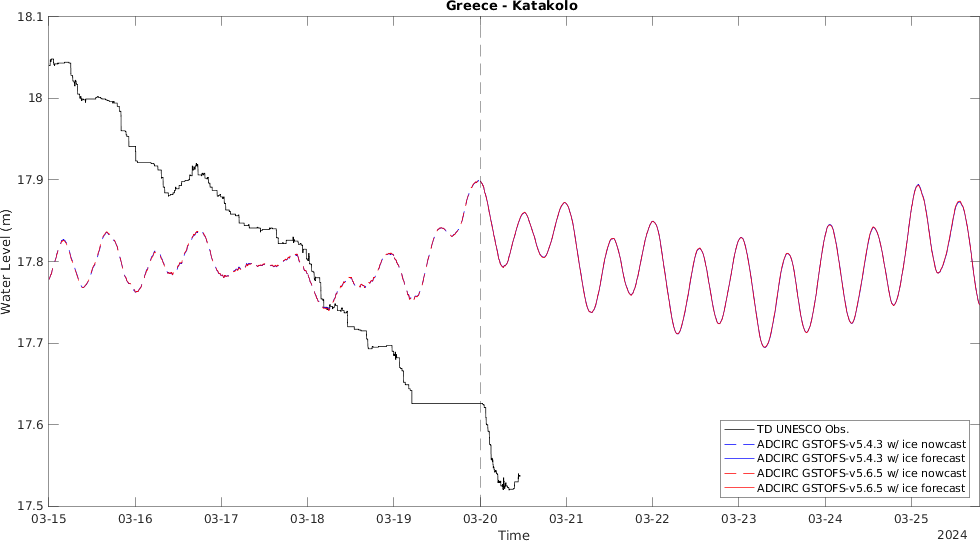 Greece - Katakolo
18.1
18
17.9
17.8
17.7
17.6
17.5
Water Level (m)
03-15 03-16 03-17 03-18 03-19 03-20 03-21 03-22 03-23 03-24 03-25
Time
2024
TD UNESCO Obs.
ADCIRC GSTOFS-v5.4.3 w/ ice nowcast
ADCIRC GSTOFS-v5.4.3 w/ ice forecast
ADCIRC GSTOFS-v5.6.5 w/ ice nowcast
ADCIRC GSTOFS-v5.6.5 w/ ice forecast